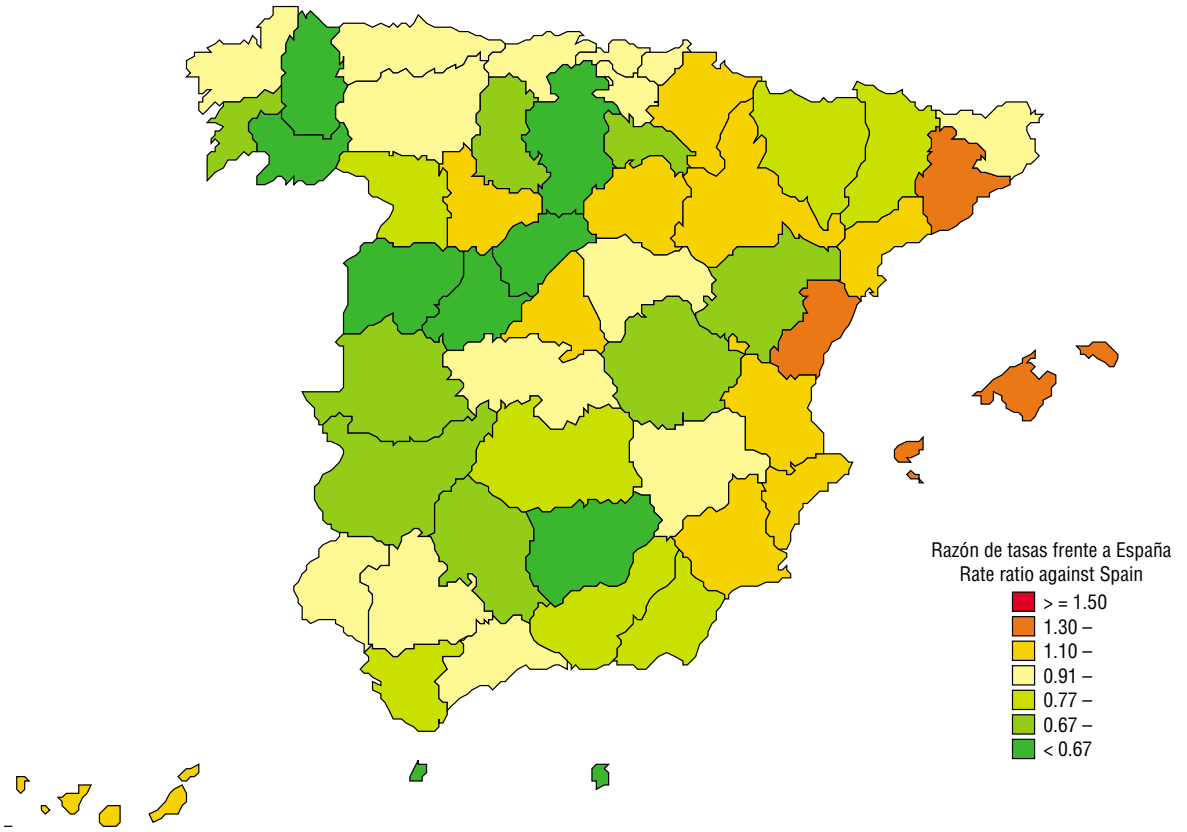 Razón de tasas frente a España
Rate ratio against Spain
> = 1.50
1.30 –
1.10 –
0.91 –
0.77 –
0.67 –
< 0.67